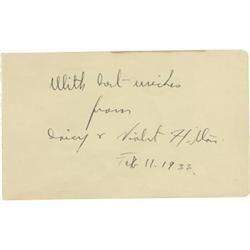 With best wishes
from
Daisy & Violet Hilton.
Feb 11. 1933.